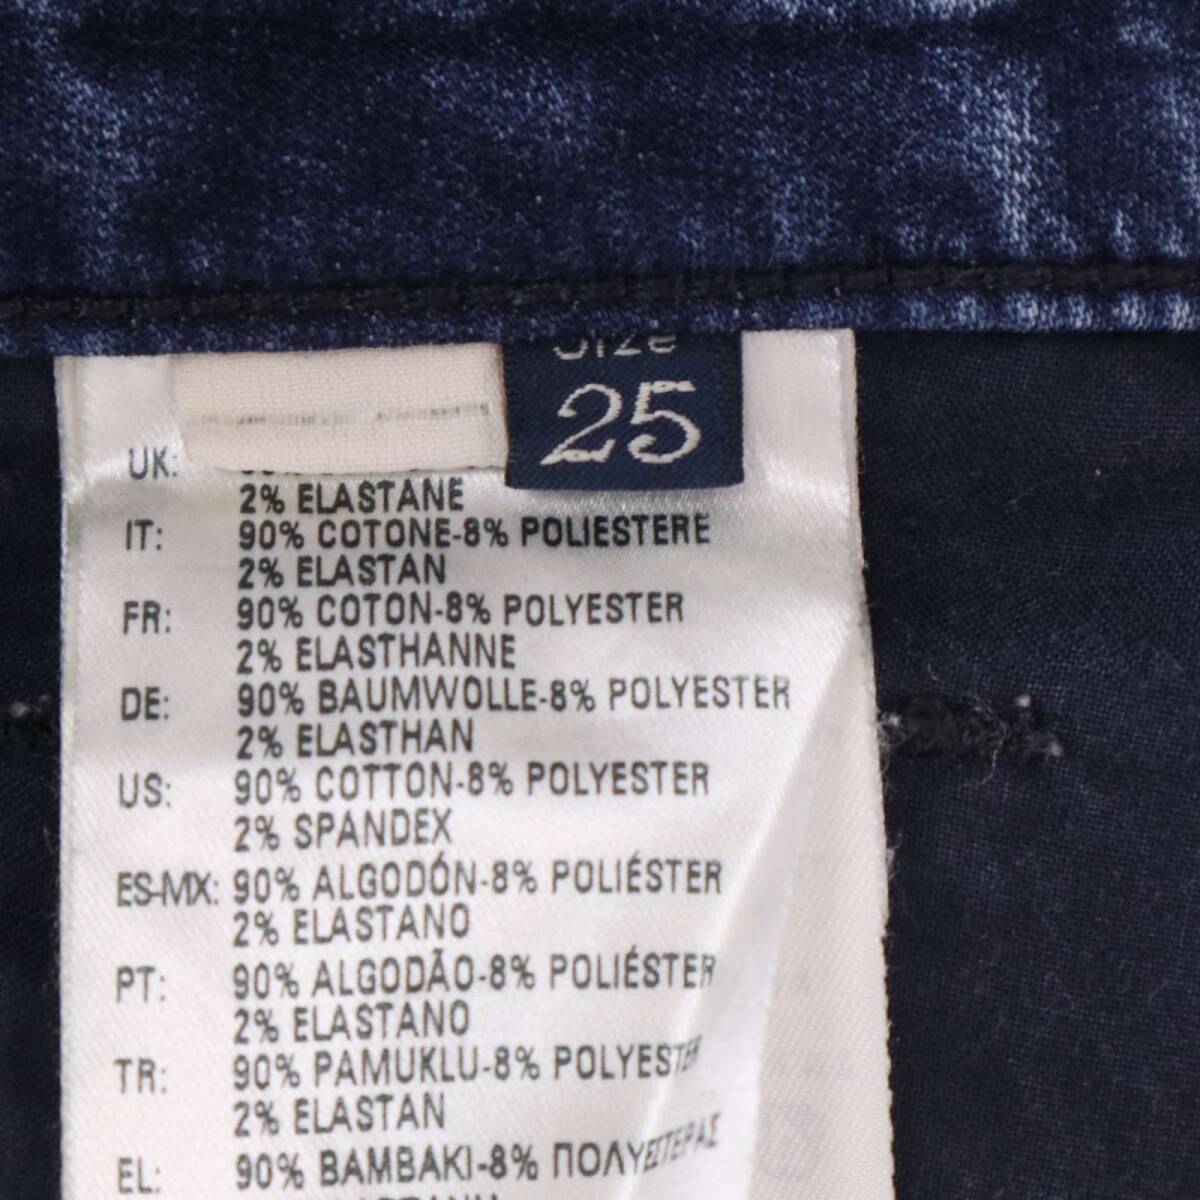 Size
25
UK:
2% ELASTANE
IT: 90% COTONE-8% POLIESTERE
2% ELASTAN
FR: 90% COTON-8% POLYESTER
2% ELASTHANNE
DE: 90% BAUMWOLLE-8% POLYESTER
2% ELASTHAN
US: 90% COTTON-8% POLYESTER
2% SPANDEX
ES-MX: 90% ALGODÓN-8% POLIÉSTER
2% ELASTANO
PT: 90% ALGODÃO-8% POLIÉSTER
2% ELASTANO
TR: 90% PAMUKLU-8% POLYESTER
2% ELASTAN
EL: 90% BAMBAKI-8% ΠΟΛΥΕΣΤΕΡΑΣ